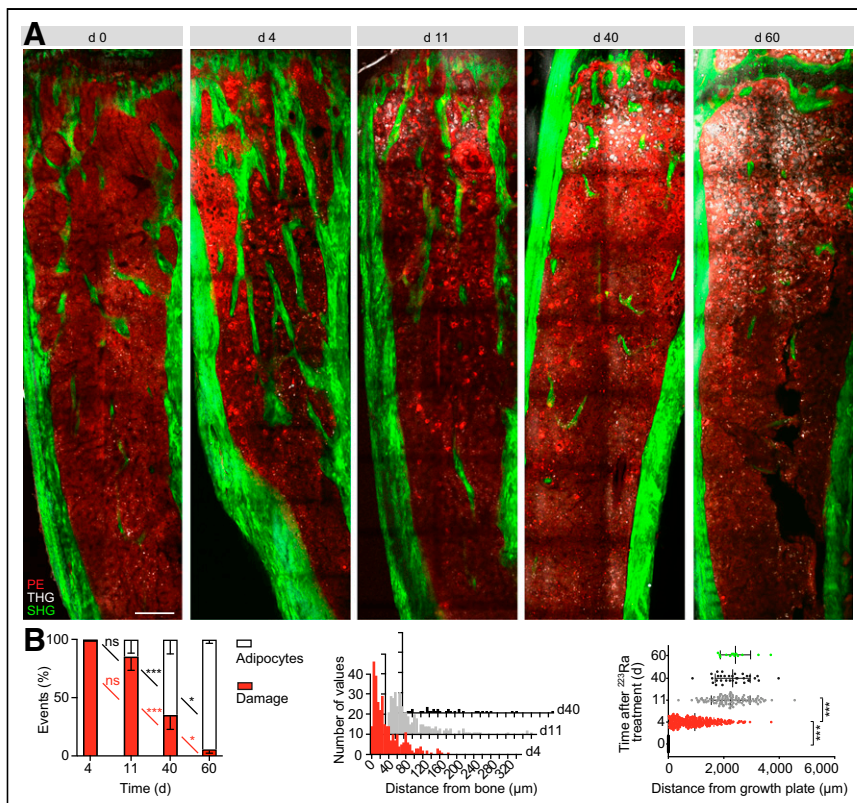 A
d 0 d 4 d 11 d 40 d 60
PE
THG
SHG
B
100
50
0
Events (%)
ns
***
*
ns
***
*
4 11 40 60
Time (d)
Adipocytes
Damage
Number of values
40
30
20
10
0
d40
d11
d4
0 40 80 120 160 200 240 280 320
Distance from bone (µm)
Time after ²²³Ra
treatment (d)
60
40
11
4
0
***
***
0 2,000 4,000 6,000
Distance from growth plate (µm)